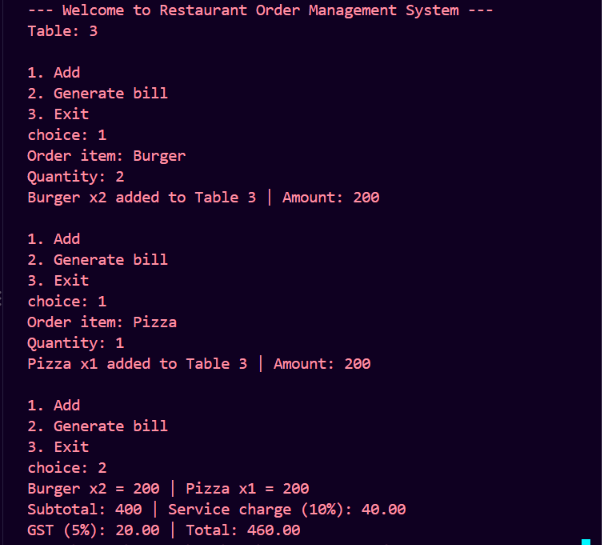 --- Welcome to Restaurant Order Management System ---
Table: 3
1. Add
2. Generate bill
3. Exit
choice: 1
Order item: Burger
Quantity: 2
Burger x2 added to Table 3 | Amount: 200
1. Add
2. Generate bill
3. Exit
choice: 1
Order item: Pizza
Quantity: 1
Pizza x1 added to Table 3 | Amount: 200
1. Add
2. Generate bill
3. Exit
choice: 2
Burger x2 = 200 | Pizza x1 = 200
Subtotal: 400 | Service charge (10%): 40.00
GST (5%): 20.00 | Total: 460.00